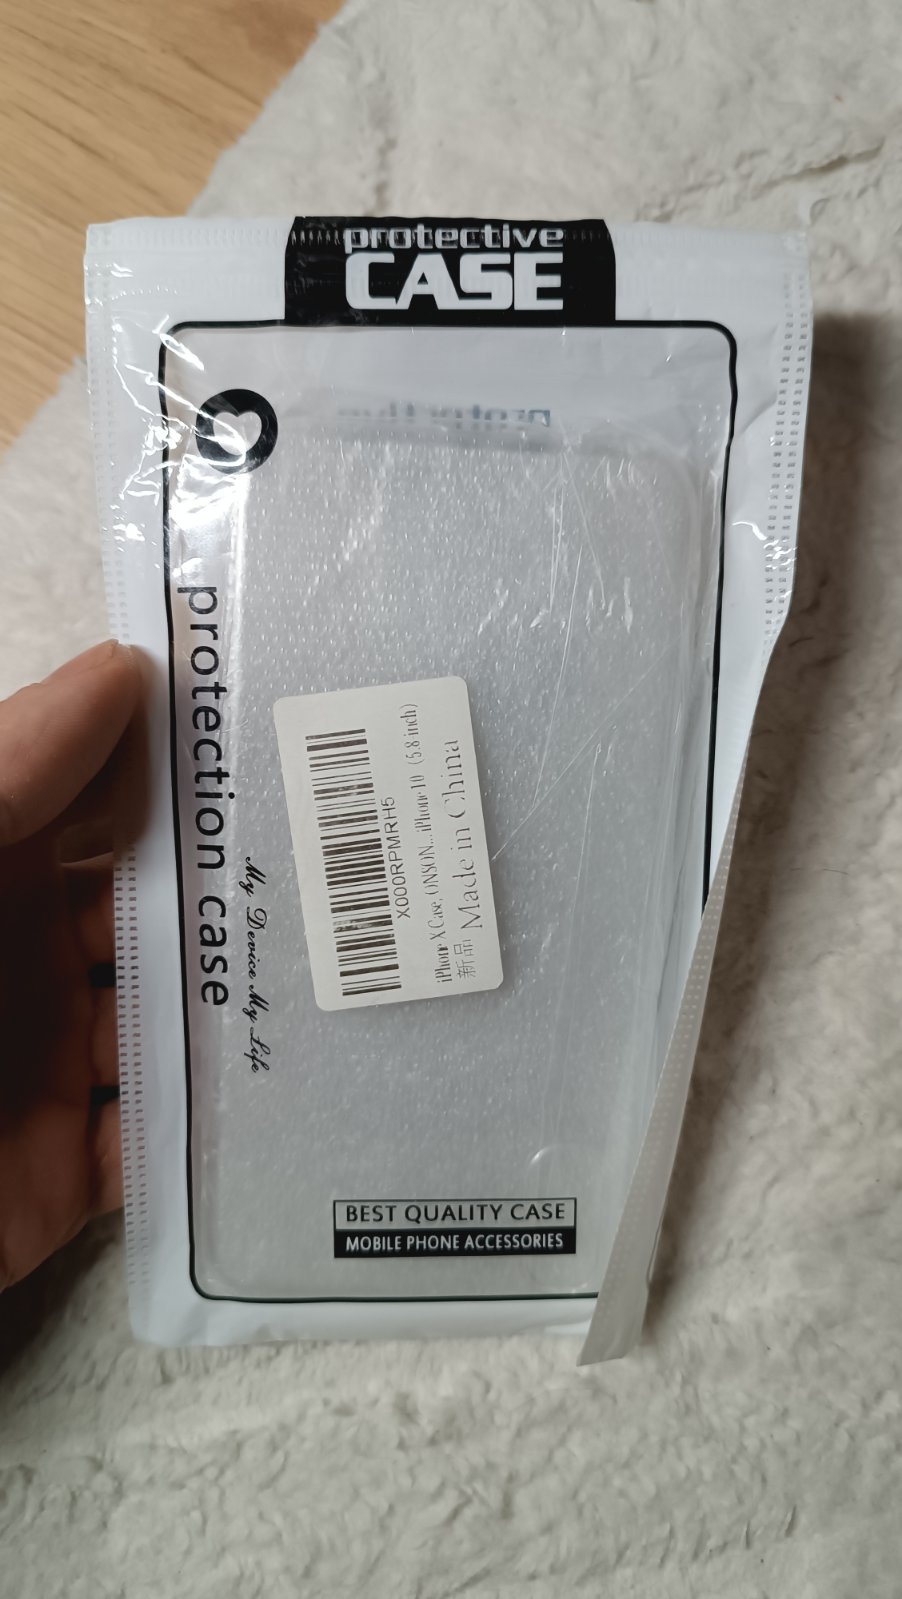 protective
CASE
protection case
My Device My Life
X000RPMRH5
iPhone X Case, ONSON...iPhone 10 (5.8 inch)
新品 Made in China
BEST QUALITY CASE
MOBILE PHONE ACCESSORIES